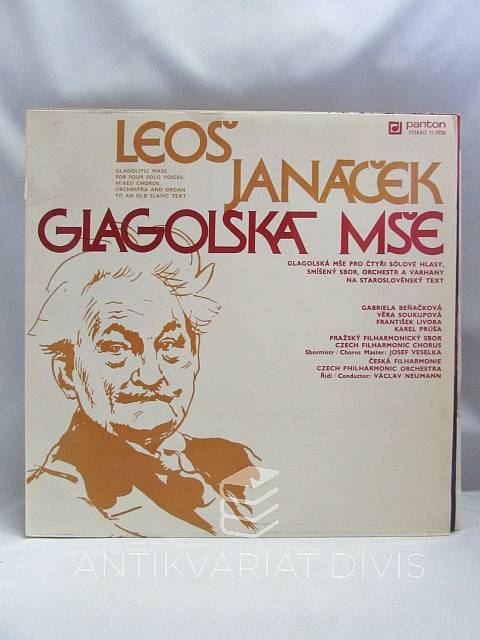 panton
STEREO 11 0720
LEOŠ
GLAGOLITIC MASS
FOR FOUR SOLO VOICES,
MIXED CHORUS,
ORCHESTRA AND ORGAN
TO AN OLD SLAVIC TEXT
JANÁČEK
GLAGOLSKÁ MŠE
GLAGOLSKÁ MŠE PRO ČTYŘI SÓLOVÉ HLASY,
SMÍŠENÝ SBOR, ORCHESTR A VARHANY
NA STAROSLOVĚNSKÝ TEXT
GABRIELA BEŇAČKOVÁ
VĚRA SOUKUPOVÁ
FRANTIŠEK LIVORA
KAREL PRŮŠA
PRAŽSKÝ FILHARMONICKÝ SBOR
CZECH FILHARMONIC CHORUS
Sbormistr / Chorus Master: JOSEF VESELKA
ČESKÁ FILHARMONIE
CZECH PHILHARMONIC ORCHESTRA
Řídí / Conductor: VÁCLAV NEUMANN
ANTIKVARIÁT DIVIŠ